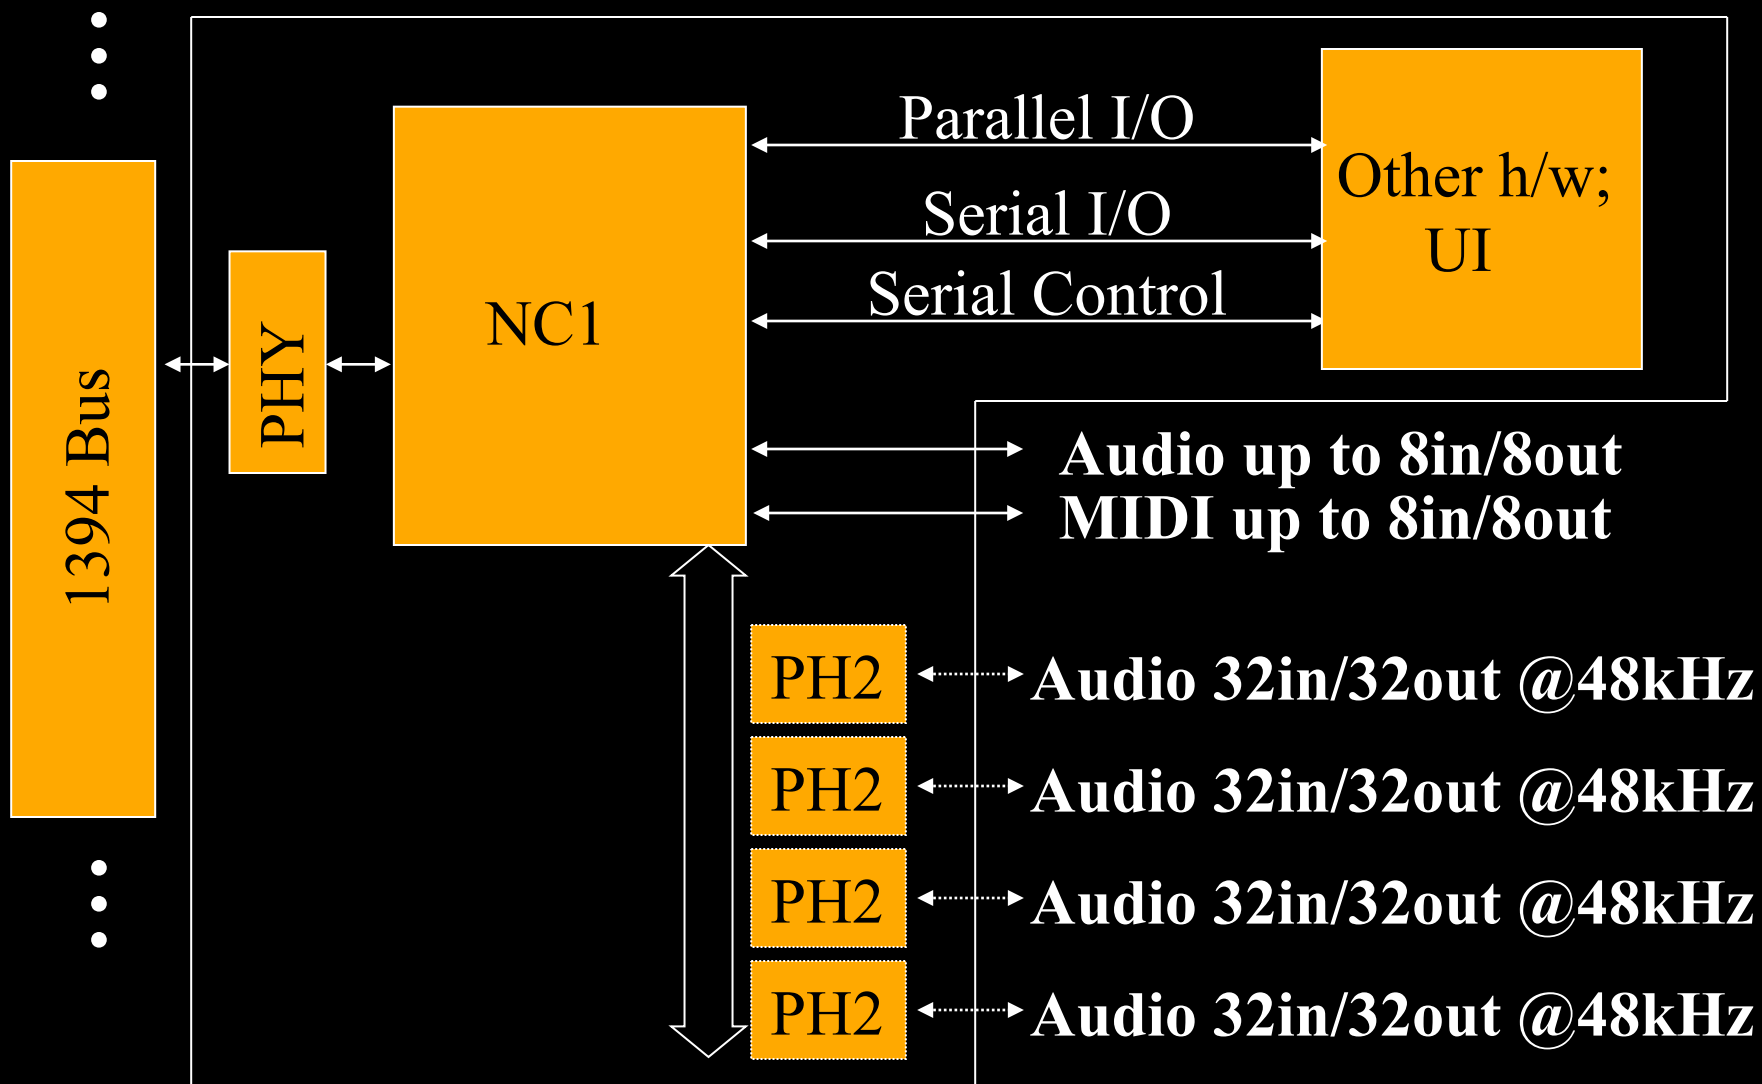 Parallel I/O
Other h/w;
UI
Serial I/O
Serial Control
NC1
PHY
1394 Bus
Audio up to 8in/8out
MIDI up to 8in/8out
PH2
Audio 32in/32out @48kHz
PH2
Audio 32in/32out @48kHz
PH2
Audio 32in/32out @48kHz
PH2
Audio 32in/32out @48kHz